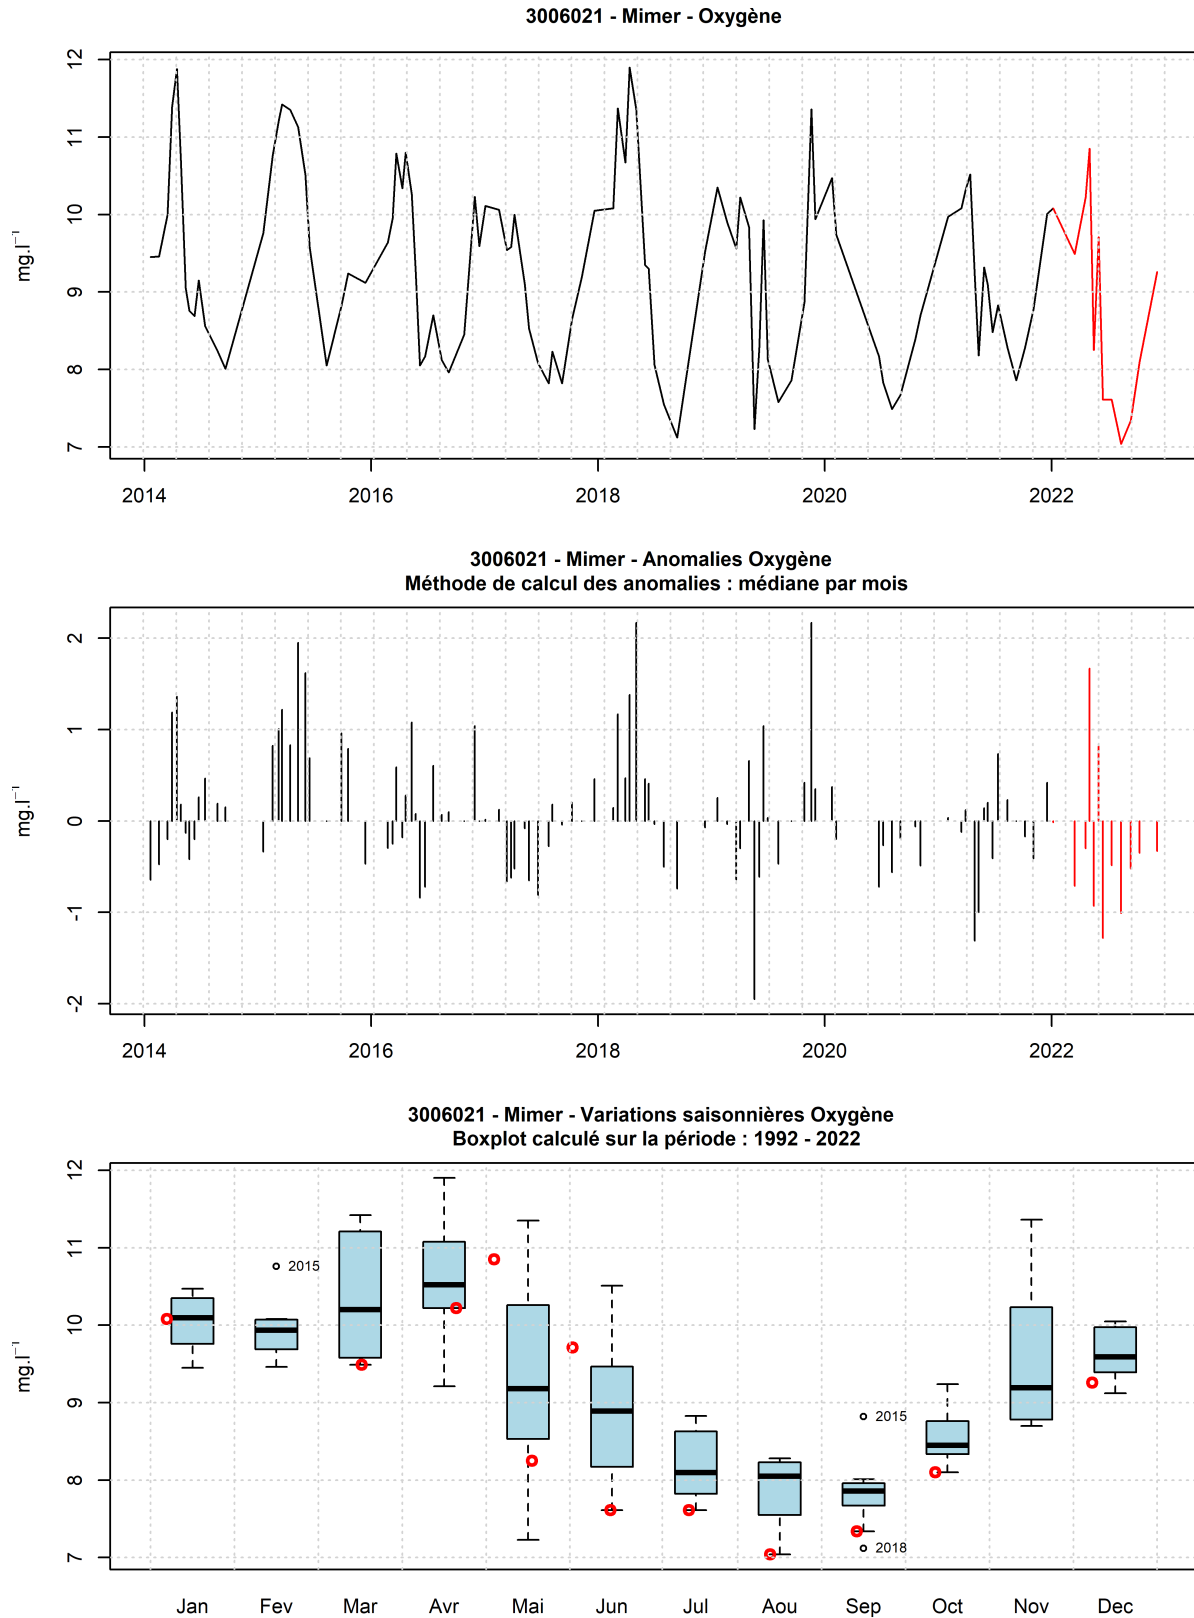 3006021 - Mimer - Oxygène
12
11
10
9
8
7
mg.l⁻¹
2014 2016 2018 2020 2022
3006021 - Mimer - Anomalies Oxygène
Méthode de calcul des anomalies : médiane par mois
2
1
0
-1
-2
mg.l⁻¹
2014 2016 2018 2020 2022
3006021 - Mimer - Variations saisonnières Oxygène
Boxplot calculé sur la période : 1992 - 2022
12
11
10
9
8
7
mg.l⁻¹
2015
2015
2018
Jan Fev Mar Avr Mai Jun Jul Aou Sep Oct Nov Dec